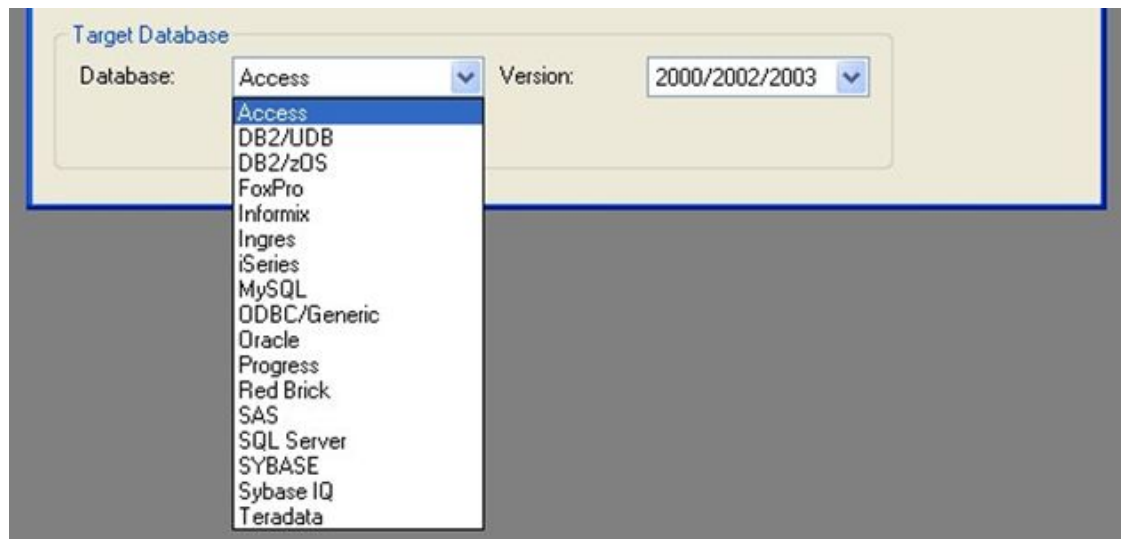 Target Database
Database: Access Version: 2000/2002/2003
Access
DB2/UDB
DB2/zOS
FoxPro
Informix
Ingres
iSeries
MySQL
ODBC/Generic
Oracle
Progress
Red Brick
SAS
SQL Server
SYBASE
Sybase IQ
Teradata